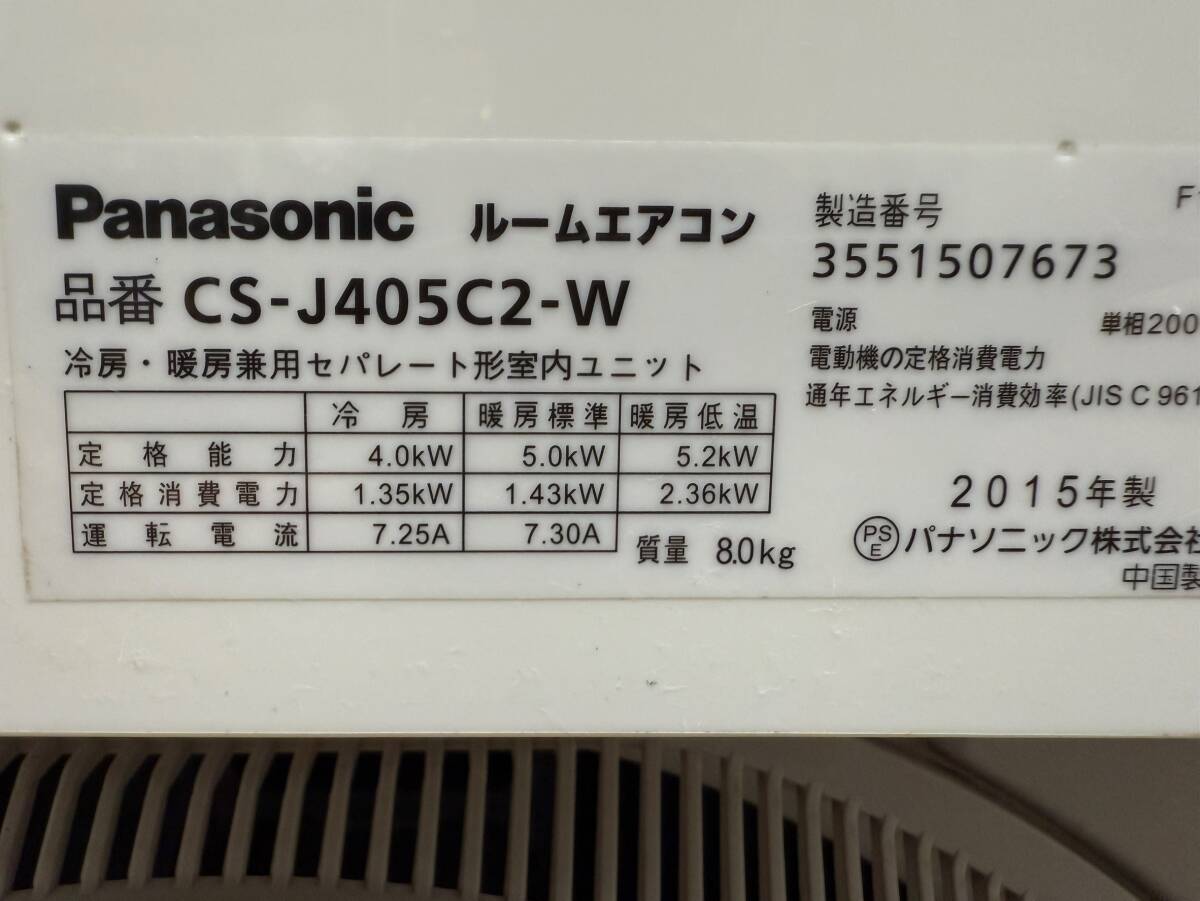 Panasonic ルームエアコン
品番 CS-J405C2-W
冷房・暖房兼用セパレート形室内ユニット
冷房 暖房標準 暖房低温
定格能力 4.0kW 5.0kW 5.2kW
定格消費電力 1.35kW 1.43kW 2.36kW
運転電流 7.25A 7.30A
質量 8.0kg
製造番号
3551507673
電源 単相200
電動機の定格消費電力
通年エネルギー消費効率(JIS C 961
2015年製
PS
E
パナソニック株式会社
中国製